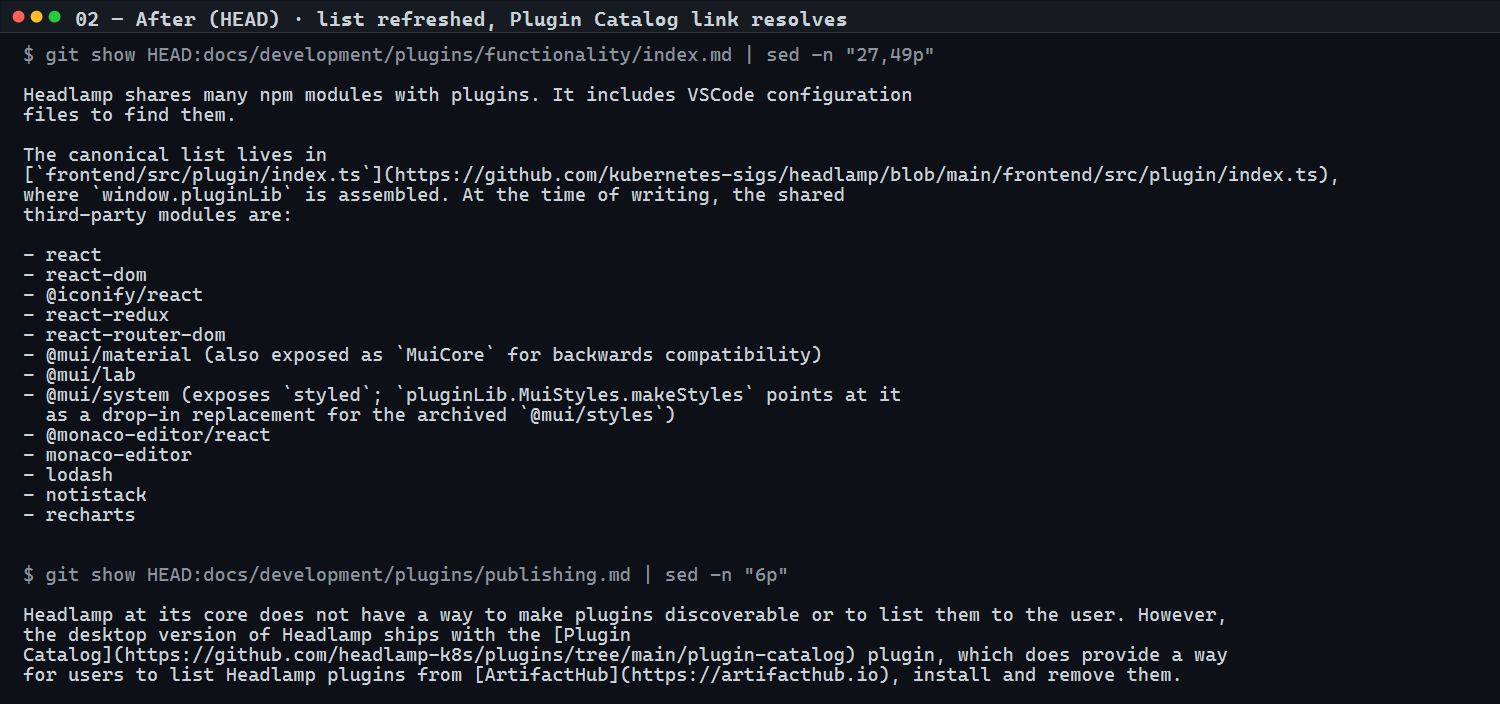 02 — After (HEAD) · list refreshed, Plugin Catalog link resolves
$ git show HEAD:docs/development/plugins/functionality/index.md | sed -n "27,49p"
Headlamp shares many npm modules with plugins. It includes VSCode configuration
files to find them.
The canonical list lives in
[`frontend/src/plugin/index.ts`](https://github.com/kubernetes-sigs/headlamp/blob/main/frontend/src/plugin/index.ts),
where `window.pluginLib` is assembled. At the time of writing, the shared
third-party modules are:
- react
- react-dom
- @iconify/react
- react-redux
- react-router-dom
- @mui/material (also exposed as `MuiCore` for backwards compatibility)
- @mui/lab
- @mui/system (exposes `styled`; `pluginLib.MuiStyles.makeStyles` points at it
as a drop-in replacement for the archived `@mui/styles`)
- @monaco-editor/react
- monaco-editor
- lodash
- notistack
- recharts
$ git show HEAD:docs/development/plugins/publishing.md | sed -n "6p"
Headlamp at its core does not have a way to make plugins discoverable or to list them to the user. However,
the desktop version of Headlamp ships with the [Plugin
Catalog](https://github.com/headlamp-k8s/plugins/tree/main/plugin-catalog) plugin, which does provide a way
for users to list Headlamp plugins from [ArtifactHub](https://artifacthub.io), install and remove them.